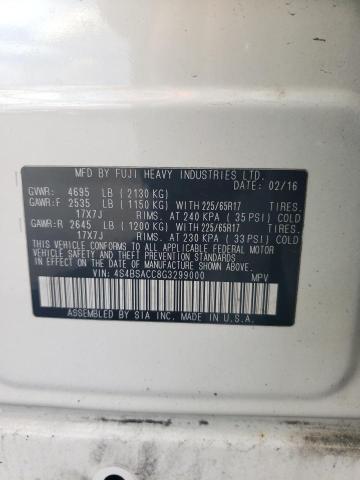 MFD BY FUJI HEAVY INDUSTRIES LTD.
DATE: 02/16
GVWR: 4695 LB (2130 KG)
GAWR:F 2535 LB (1150 KG) WITH 225/65R17 TIRES,
17X7J RIMS, AT 240 KPA (35 PSI) COLD
GAWR:R 2645 LB (1200 KG) WITH 225/65R17 TIRES,
17X7J RIMS, AT 230 KPA (33 PSI) COLD
THIS VEHICLE CONFORMS TO ALL APPLICABLE FEDERAL MOTOR
VEHICLE SAFETY AND THEFT PREVENTION STANDARDS IN
EFFECT ON THE DATE OF MANUFACTURE SHOWN ABOVE.
VIN: 4S4BSACC8G3299000 MPV
ASSEMBLED BY SIA INC. MADE IN U.S.A.